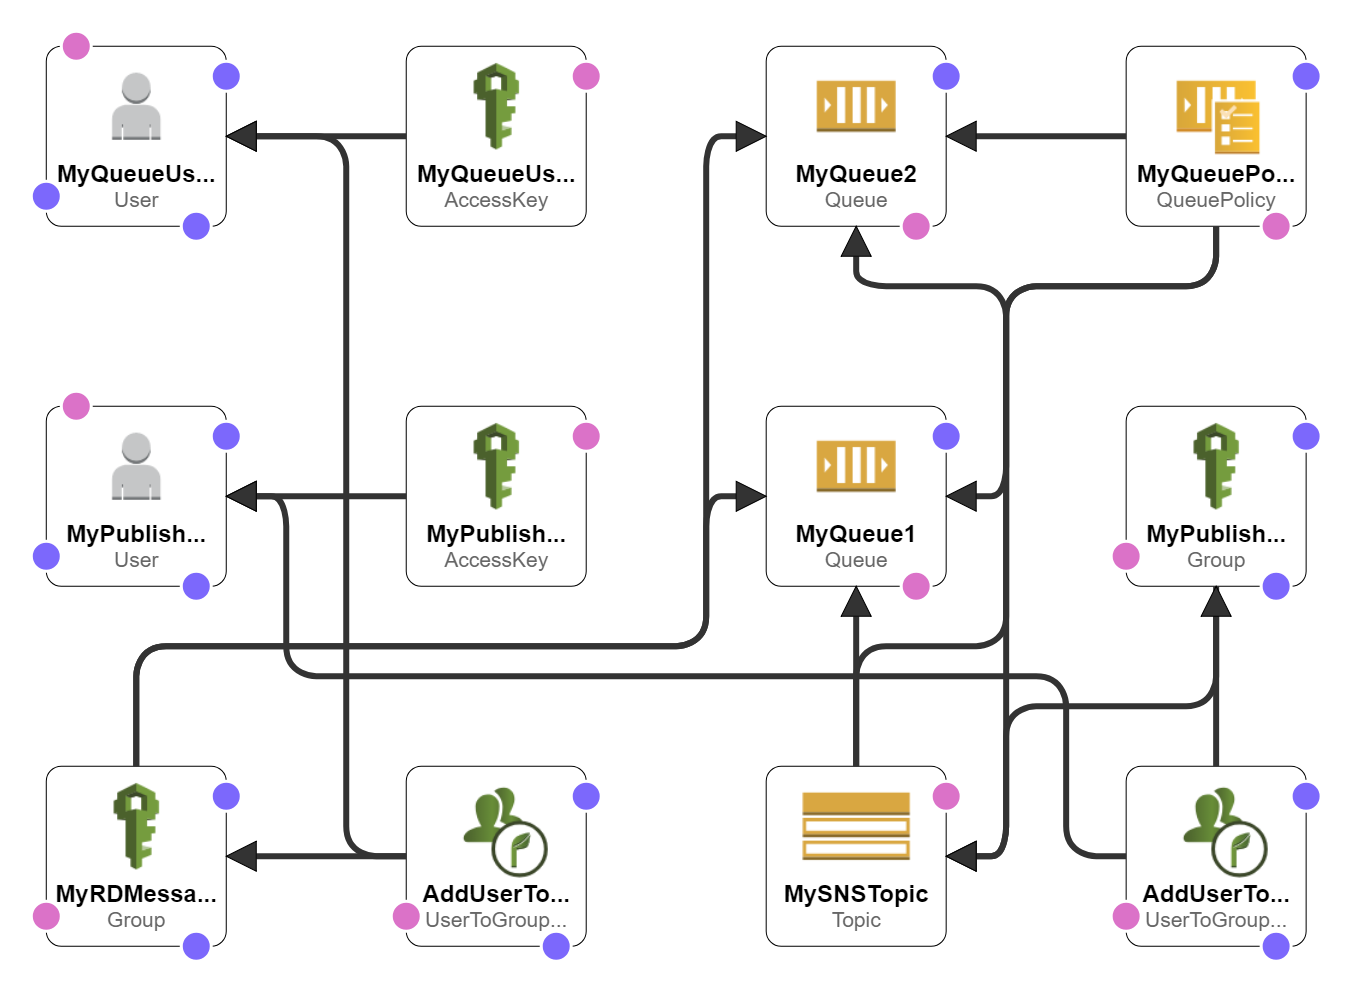 MyQueueUs...
User
MyQueueUs...
AccessKey
MyQueue2
Queue
MyQueuePo...
QueuePolicy
MyPublish...
User
MyPublish...
AccessKey
MyQueue1
Queue
MyPublish...
Group
MyRDMessa...
Group
AddUserTo...
UserToGroup...
MySNSTopic
Topic
AddUserTo...
UserToGroup...